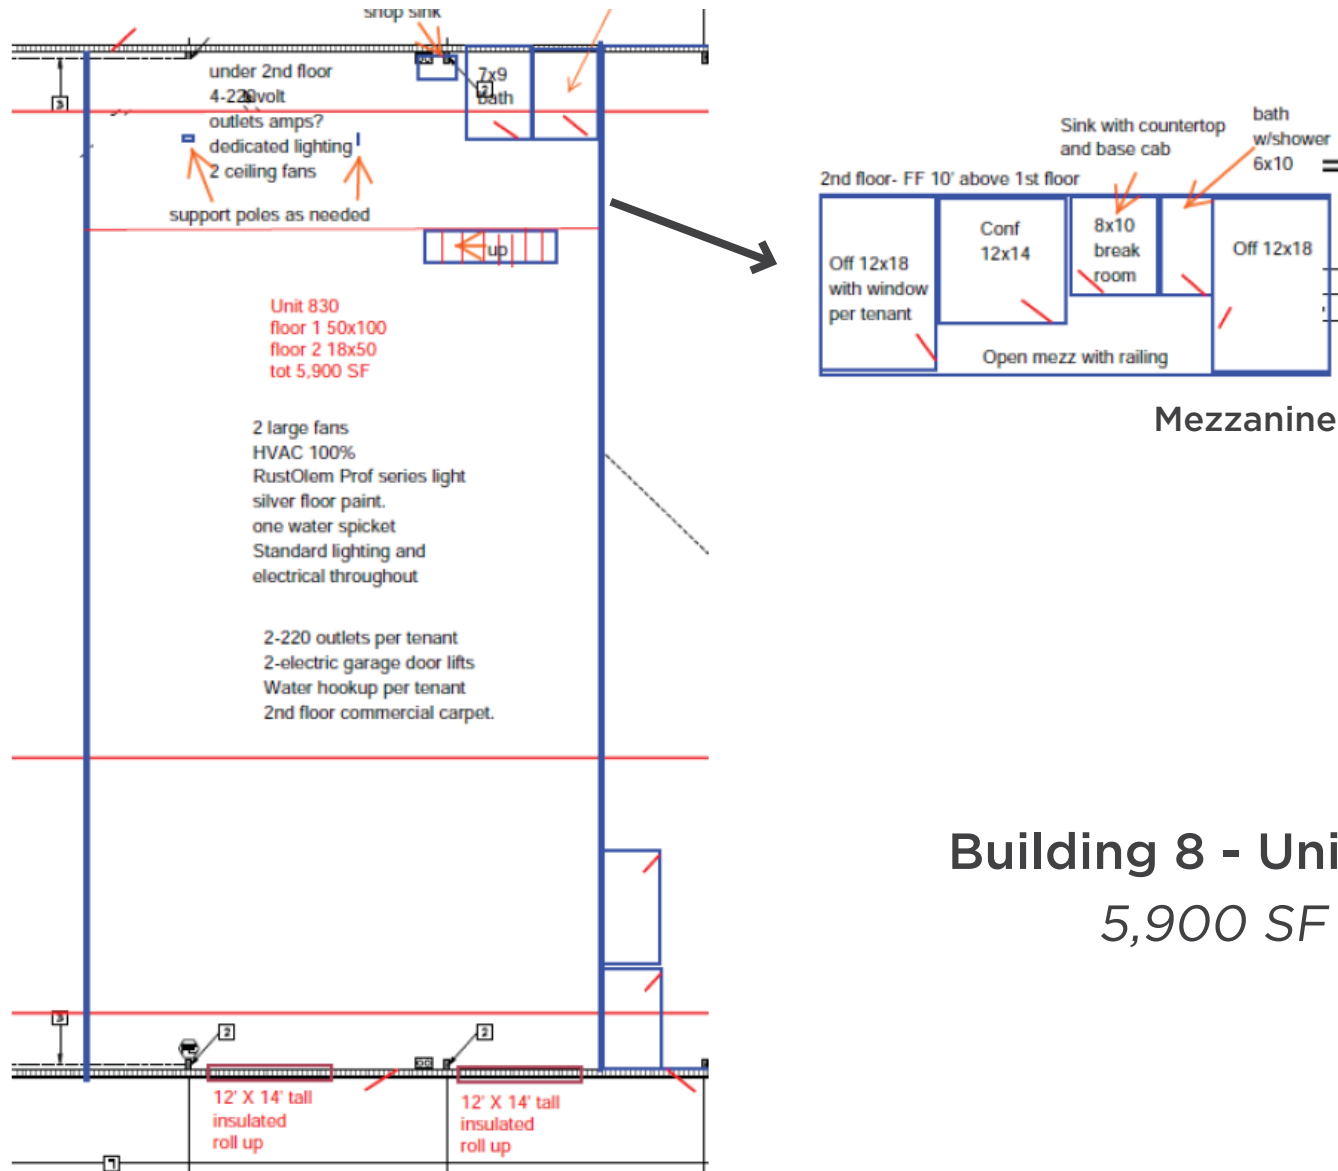 shop sink
under 2nd floor
4-220volt
outlets amps?
dedicated lighting
2 ceiling fans
support poles as needed
7x9
bath
2
3
up
Unit 830
floor 1 50x100
floor 2 18x50
tot 5,900 SF
2 large fans
HVAC 100%
RustOlem Prof series light
silver floor paint.
one water spicket
Standard lighting and
electrical throughout
2-220 outlets per tenant
2-electric garage door lifts
Water hookup per tenant
2nd floor commercial carpet.
3
2
2
12' X 14' tall
insulated
roll up
12' X 14' tall
insulated
roll up
Sink with countertop
and base cab
bath
w/shower
6x10
2nd floor- FF 10' above 1st floor
Off 12x18
with window
per tenant
Conf
12x14
8x10
break
room
Off 12x18
Open mezz with railing
Mezzanine
Building 8 - Uni
5,900 SF